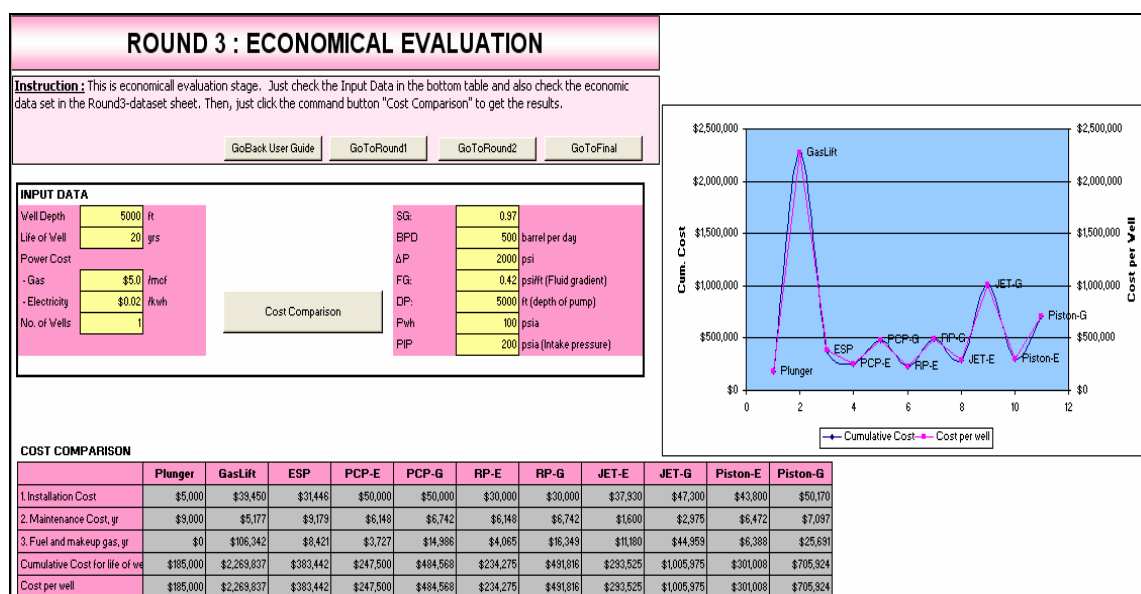 ROUND 3 : ECONOMICAL EVALUATION
Instruction : This is economicall evaluation stage. Just check the Input Data in the bottom table and also check the economic
data set in the Round3-dataset sheet. Then, just click the command button "Cost Comparison" to get the results.
GoBack User Guide GoToRound1 GoToRound2 GoToFinal
INPUT DATA
Well Depth 5000 ft
Life of Well 20 yrs
Power Cost
- Gas $5.0 /mcf
- Electricity $0.02 /kwh
No. of Wells 1
Cost Comparison
SG: 0.97
BPD 500 barrel per day
ΔP 2000 psi
FG: 0.42 psi/ft (Fluid gradient)
DP: 5000 ft (depth of pump)
Pwh 100 psia
PIP 200 psia (Intake pressure)
$2,500,000 $2,500,000
$2,000,000 $2,000,000
$1,500,000 $1,500,000
$1,000,000 $1,000,000
$500,000 $500,000
$0 $0
Cum. Cost
Cost per Well
GasLift
JET-G
Piston-G
ESP
PCP-G
RP-G
PCP-E
RP-E
JET-E
Piston-E
Plunger
0 2 4 6 8 10 12
Cumulative Cost Cost per well
COST COMPARISON
Plunger GasLift ESP PCP-E PCP-G RP-E RP-G JET-E JET-G Piston-E Piston-G
1. Installation Cost $5,000 $39,450 $31,446 $50,000 $50,000 $30,000 $30,000 $37,930 $47,300 $43,800 $50,170
2. Maintenance Cost, yr $9,000 $5,177 $9,179 $6,148 $6,742 $6,148 $6,742 $1,600 $2,975 $6,472 $7,097
3. Fuel and makeup gas, yr $0 $106,342 $8,421 $3,727 $14,986 $4,065 $16,349 $11,180 $44,959 $6,388 $25,691
Cumulative Cost for life of we $185,000 $2,269,837 $383,442 $247,500 $484,568 $234,275 $491,816 $293,525 $1,005,975 $301,008 $705,924
Cost per well $185,000 $2,269,837 $383,442 $247,500 $484,568 $234,275 $491,816 $293,525 $1,005,975 $301,008 $705,924